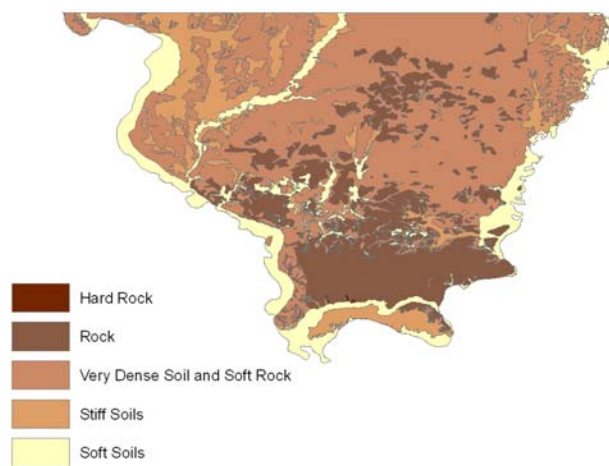 Hard Rock
Rock
Very Dense Soil and Soft Rock
Stiff Soils
Soft Soils